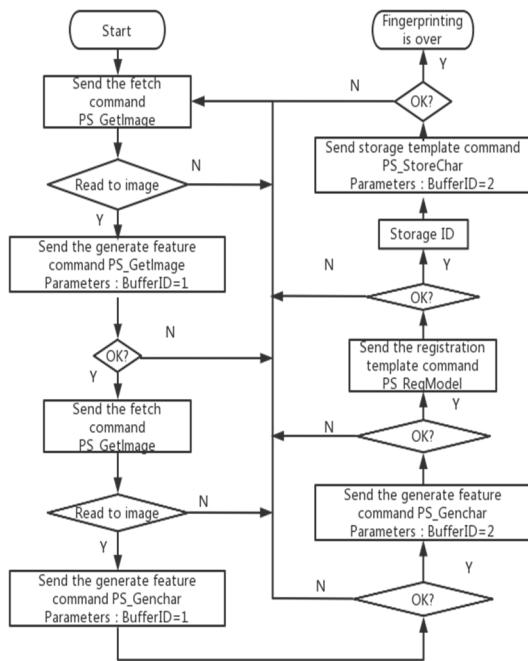 Start
Send the fetch
command
PS_GetImage
Read to image
N
Y
Send the generate feature
command PS_GetImage
Parameters : BufferID=1
OK?
N
Y
Send the fetch
command
PS_GetImage
Read to image
N
Y
Send the generate feature
command PS_Genchar
Parameters : BufferID=1
OK?
N
Y
Send the generate feature
command PS_Genchar
Parameters : BufferID=2
OK?
N
Y
Send the registration
template command
PS_RegModel
OK?
N
Y
Storage ID
Send storage template command
PS_StoreChar
Parameters : BufferID=2
OK?
N
Y
Fingerprinting
is over